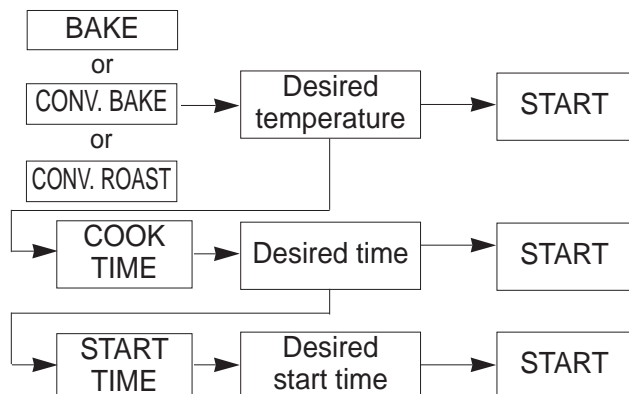 BAKE
or
CONV. BAKE
or
CONV. ROAST
Desired
temperature
START
COOK
TIME
Desired time
START
START
TIME
Desired
start time
START